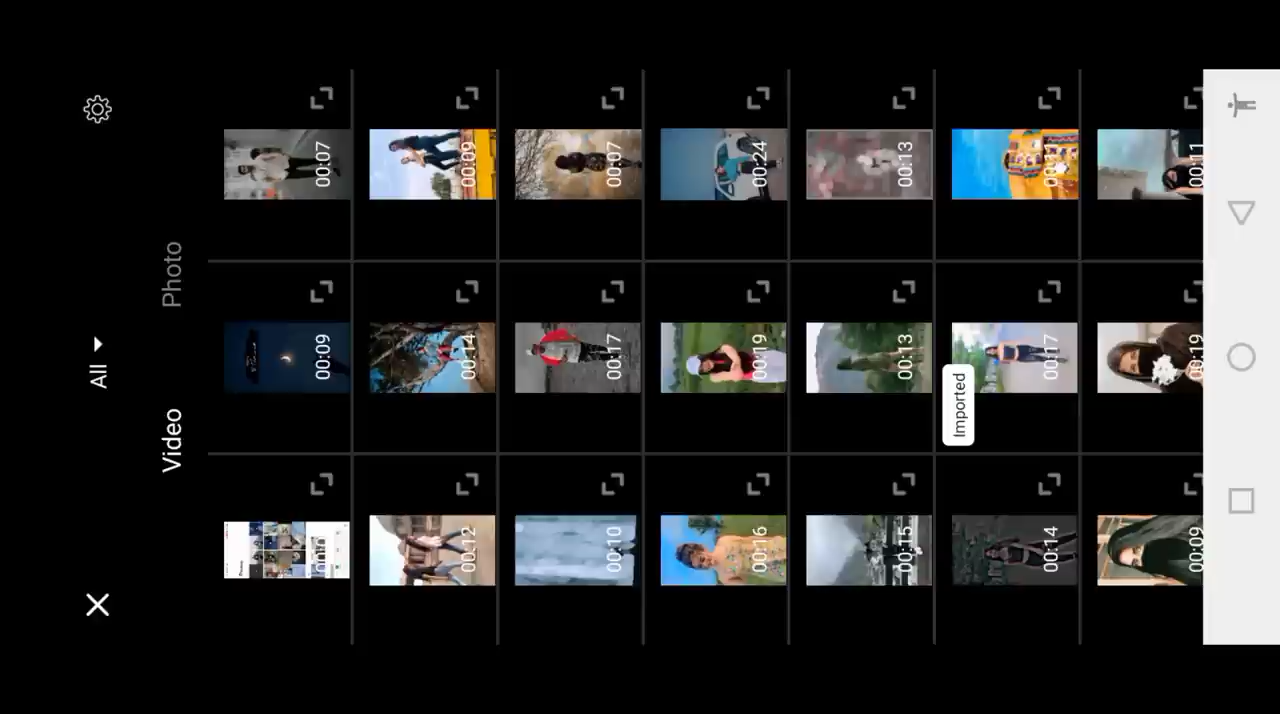 All
Video Photo
00:09 00:07
00:12 00:14 00:09
00:10 00:17 00:07
00:16 00:19 00:24
00:15 00:13 00:13
Imported
00:14 00:17
00:09 00:19 00:11